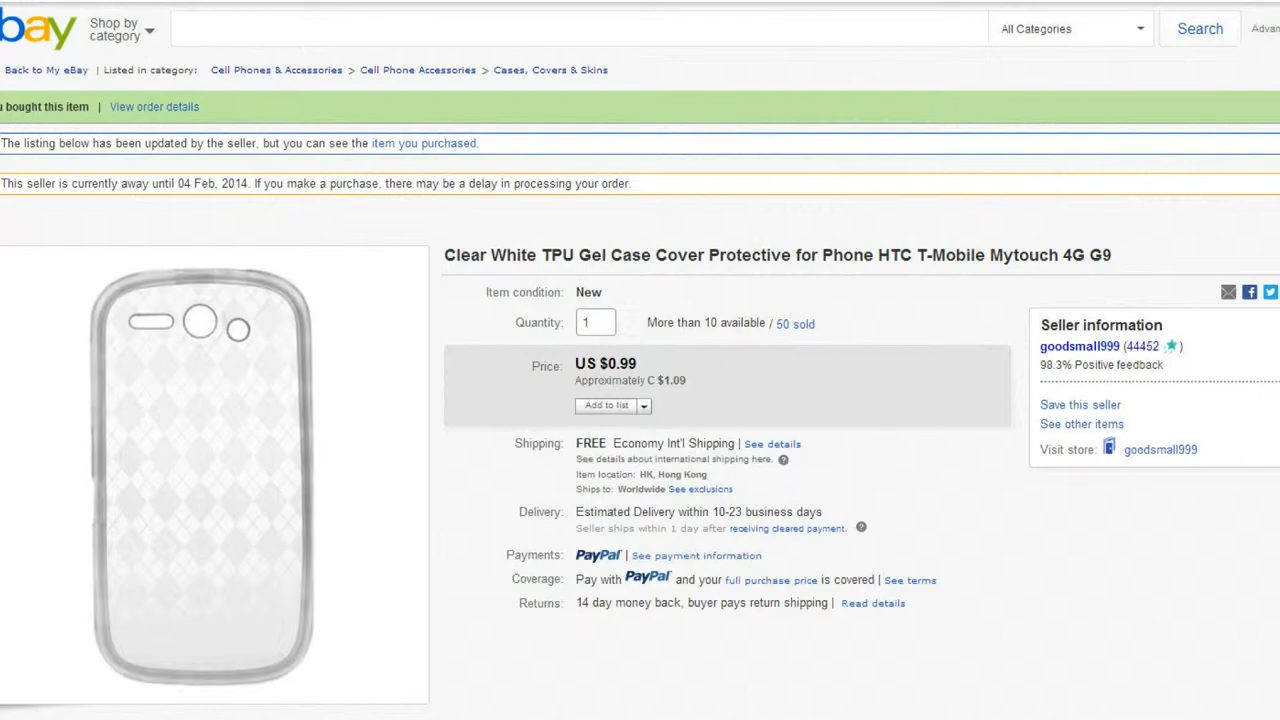 bay
Shop by
category
All Categories
Search
Advan
Back to My eBay | Listed in category: Cell Phones & Accessories > Cell Phone Accessories > Cases, Covers & Skins
u bought this item | View order details
The listing below has been updated by the seller, but you can see the item you purchased.
This seller is currently away until 04 Feb, 2014. If you make a purchase, there may be a delay in processing your order.
Clear White TPU Gel Case Cover Protective for Phone HTC T-Mobile Mytouch 4G G9
Item condition: New
Quantity: 1 More than 10 available / 50 sold
Price: US $0.99
Approximately C $1.09
Add to list
Shipping: FREE Economy Int'l Shipping | See details
See details about international shipping here. ?
Item location: HK, Hong Kong
Ships to: Worldwide See exclusions
Delivery: Estimated Delivery within 10-23 business days
Seller ships within 1 day after receiving cleared payment. ?
Payments: PayPal | See payment information
Coverage: Pay with PayPal and your full purchase price is covered | See terms
Returns: 14 day money back, buyer pays return shipping | Read details
Seller information
goodsmall999 (44452 )
98.3% Positive feedback
Save this seller
See other items
Visit store: goodsmall999